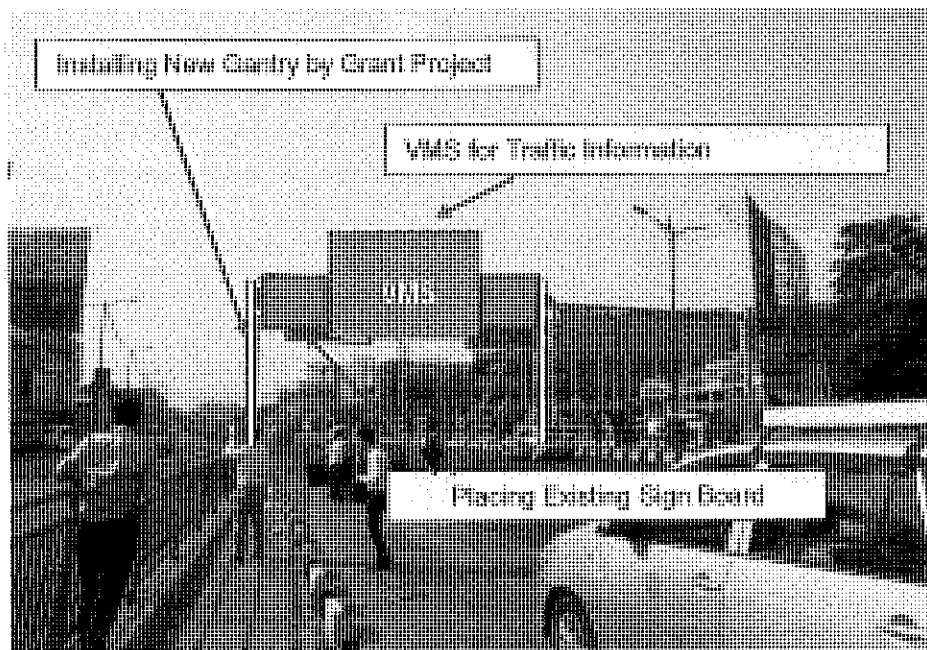 Installing New Gantry by Grant Project
VMS for Traffic Information
VMS
Placing Existing Sign Board